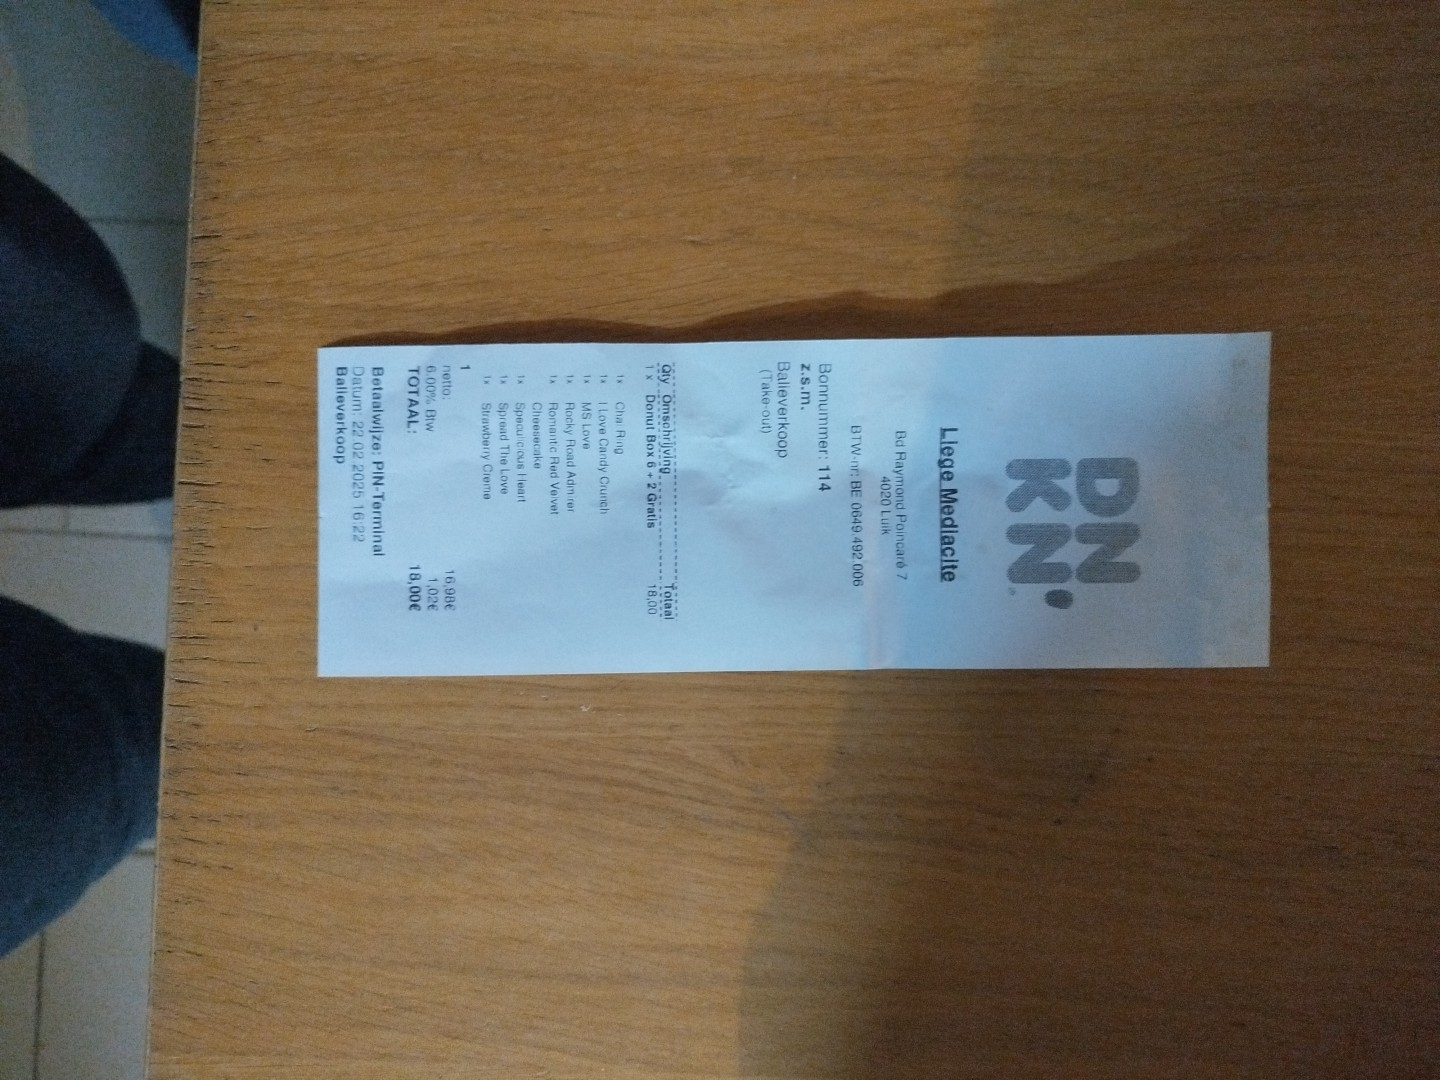 DN
KN'
Liege Mediacite
Bd Raymond Poincaré 7
4020 Luik
BTW-nr: BE 0649.492.006
Bonnummer: 114
z.s.m.
Balieverkoop
(Take-out)
Qty Omschrijving Totaal
1 x Donut Box 6 + 2 Gratis 18,00
1x Chai Ring
1x I Love Candy Crunch
1x MS Love
1x Rocky Road Admirer
1x Romantic Red Velvet
Cheesecake
1x Speculicious Heart
1x Spread The Love
1x Strawberry Creme
1
netto: 16,98€
6.00% Btw 1,02€
TOTAAL: 18,00€
Betaalwijze: PIN-Terminal
Datum: 22.02.2025 16:22
Balieverkoop